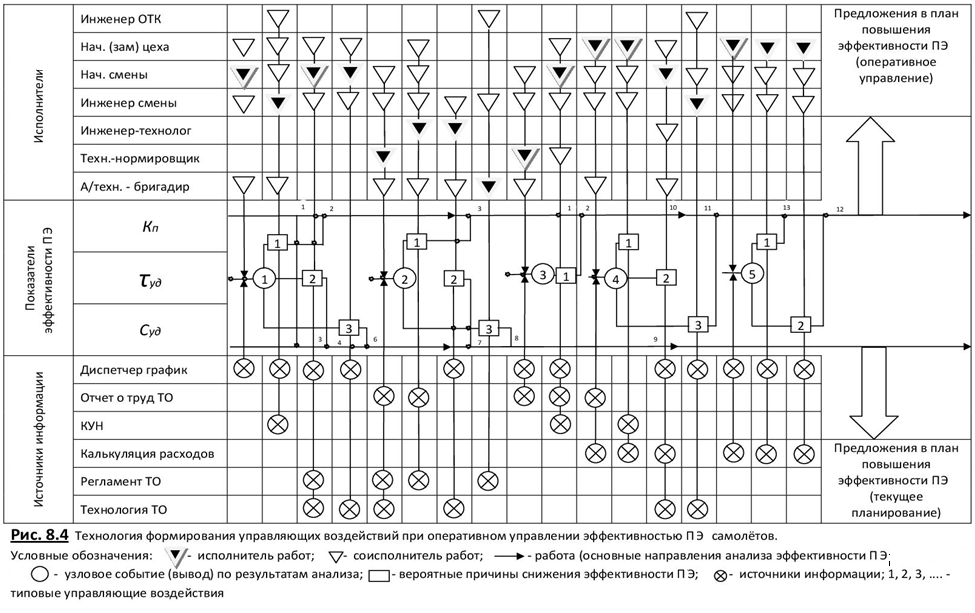 Исполнители
Инженер ОТК
Нач. (зам) цеха
Нач. смены
Инженер смены
Инженер-технолог
Техн.-нормировщик
А/техн. - бригадир
Предложения в план
повышения
эффективности ПЭ
(оперативное
управление)
Показатели
эффективности ПЭ
Кп
τуд
Суд
1 2 3 1 2 10 11 13 12
1 1 1 1
1 2 2 2 3 1 4 2 5
3 3 3 2
3 4 6 7 8 9
Источники информации
Диспетчер график
Отчет о труд ТО
КУН
Калькуляция расходов
Регламент ТО
Технология ТО
Предложения в план
повышения
эффективности ПЭ
(текущее
планирование)
Рис. 8.4 Технология формирования управляющих воздействий при оперативном управлении эффективностью ПЭ самолётов.
Условные обозначения: - исполнитель работ; - соисполнитель работ; - работа (основные направления анализа эффективности ПЭ
- узловое событие (вывод) по результатам анализа; - вероятные причины снижения эффективности ПЭ; - источники информации; 1, 2, 3, .... -
типовые управляющие воздействия